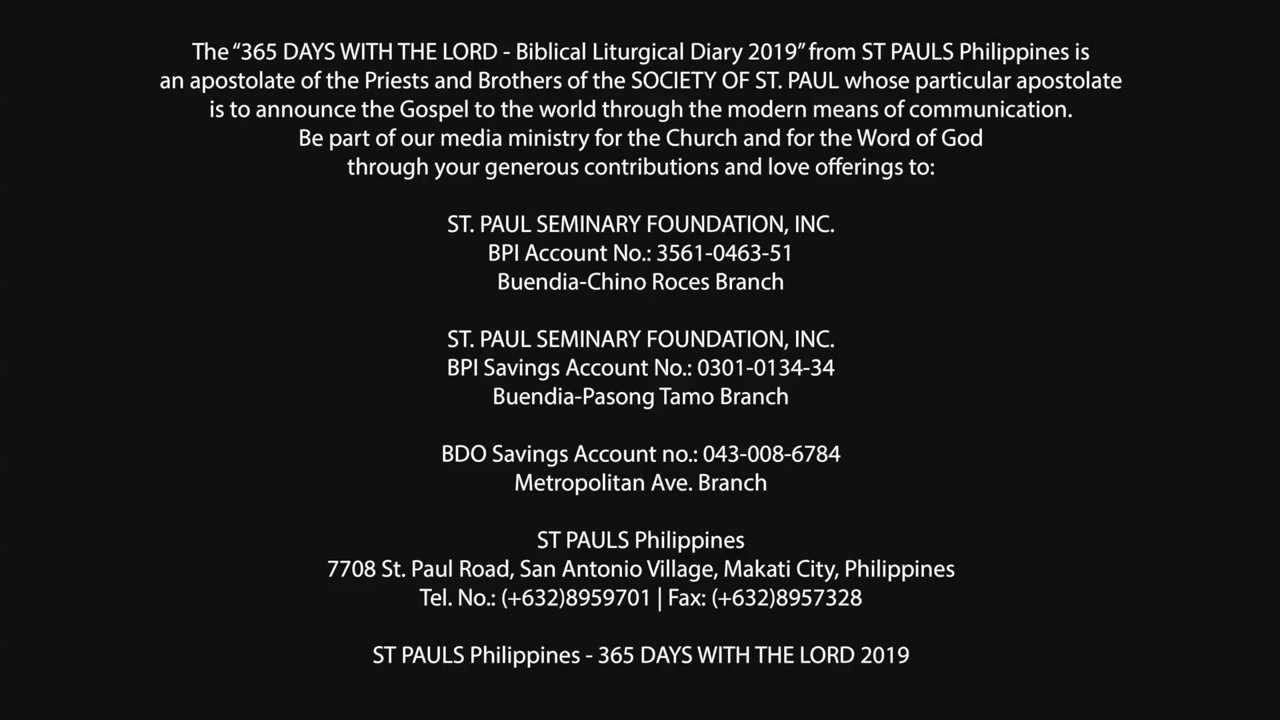 The “365 DAYS WITH THE LORD - Biblical Liturgical Diary 2019” from ST PAULS Philippines is
an apostolate of the Priests and Brothers of the SOCIETY OF ST. PAUL whose particular apostolate
is to announce the Gospel to the world through the modern means of communication.
Be part of our media ministry for the Church and for the Word of God
through your generous contributions and love offerings to:
ST. PAUL SEMINARY FOUNDATION, INC.
BPI Account No.: 3561-0463-51
Buendia-Chino Roces Branch
ST. PAUL SEMINARY FOUNDATION, INC.
BPI Savings Account No.: 0301-0134-34
Buendia-Pasong Tamo Branch
BDO Savings Account no.: 043-008-6784
Metropolitan Ave. Branch
ST PAULS Philippines
7708 St. Paul Road, San Antonio Village, Makati City, Philippines
Tel. No.: (+632)8959701 | Fax: (+632)8957328
ST PAULS Philippines - 365 DAYS WITH THE LORD 2019